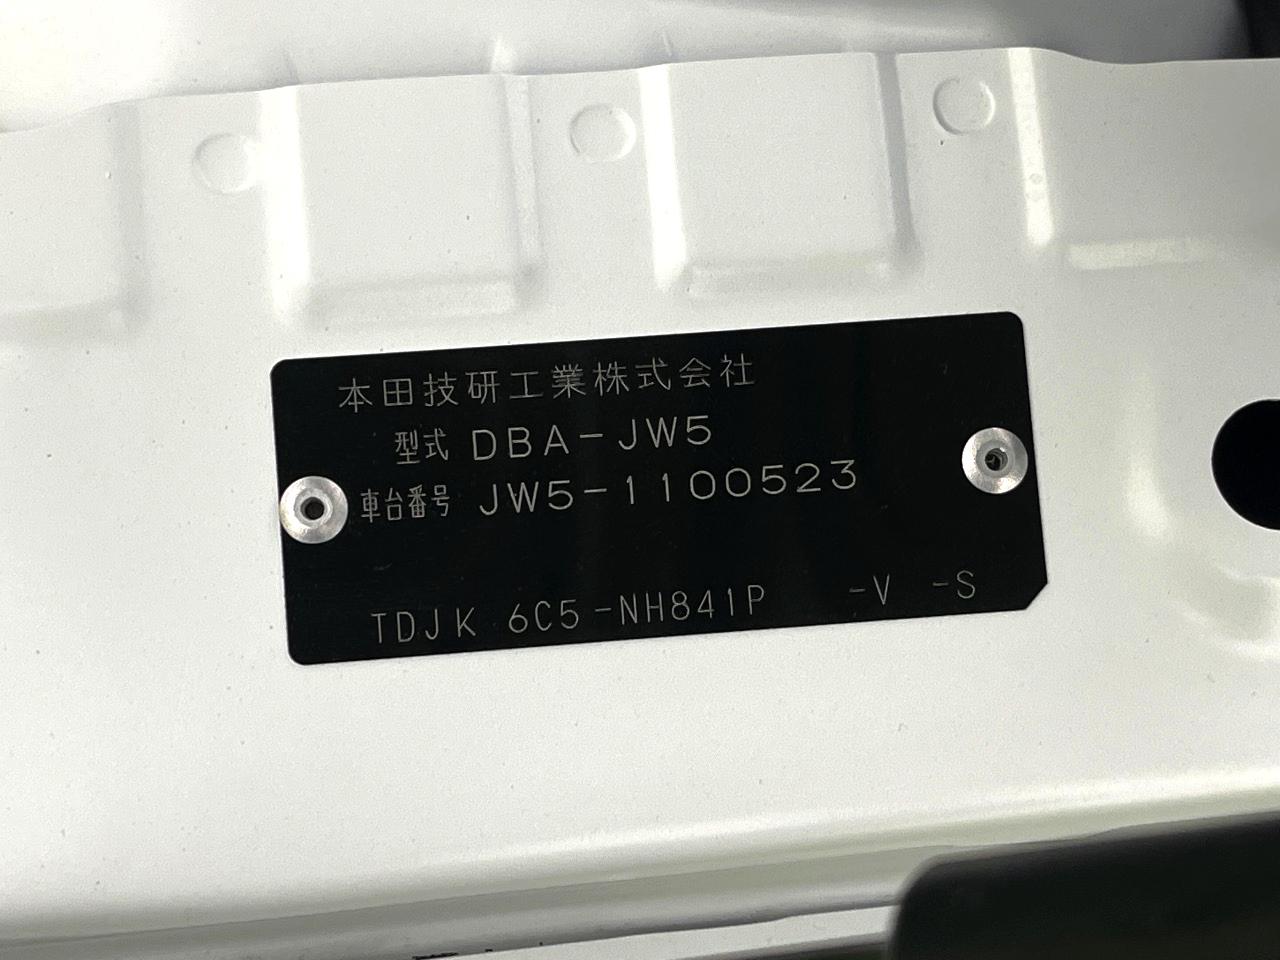 本田技研工業株式会社
型式 DBA-JW5
車台番号 JW5-1100523
TDJK 6C5-NH841P -V -S